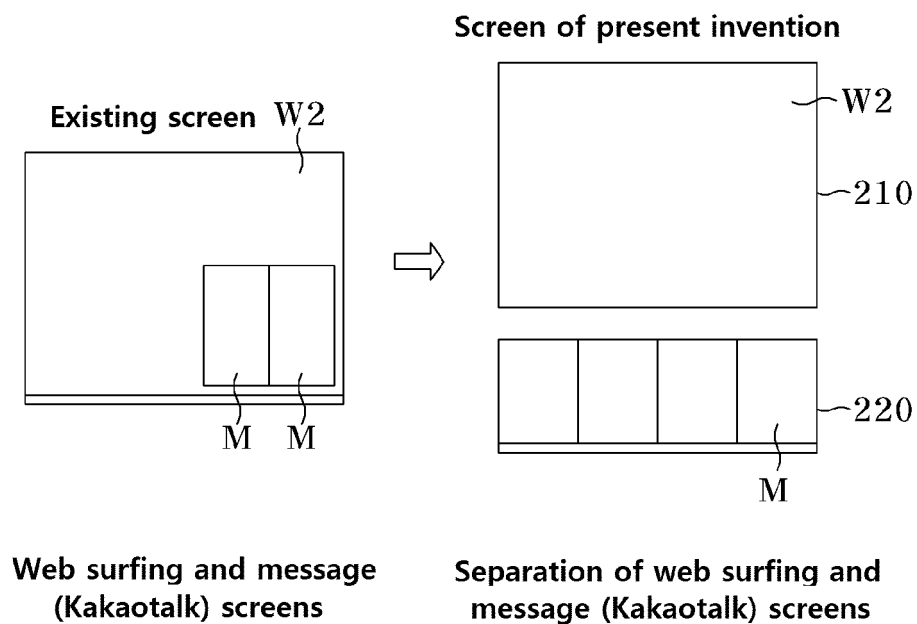 Screen of present invention
Existing screen W2
W2
210
M M
220
M
Web surfing and message
(Kakaotalk) screens
Separation of web surfing and
message (Kakaotalk) screens